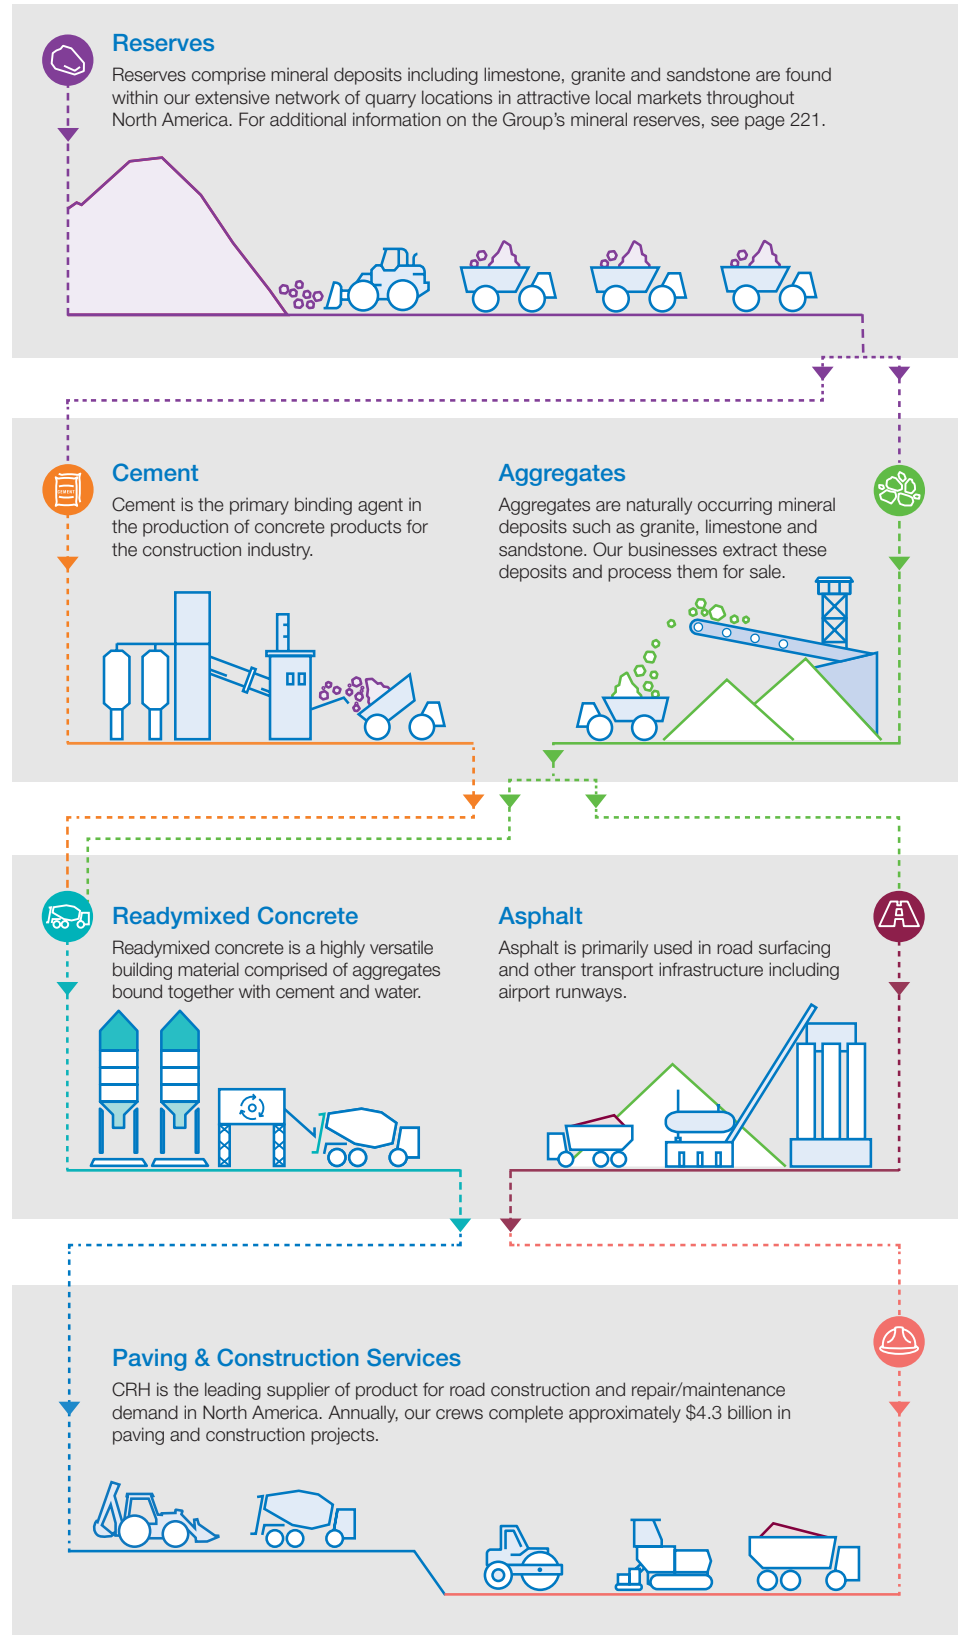 Reserves
Reserves comprise mineral deposits including limestone, granite and sandstone are found
within our extensive network of quarry locations in attractive local markets throughout
North America. For additional information on the Group's mineral reserves, see page 221.
Cement
CEMENT
Cement is the primary binding agent in
the production of concrete products for
the construction industry.
Aggregates
Aggregates are naturally occurring mineral
deposits such as granite, limestone and
sandstone. Our businesses extract these
deposits and process them for sale.
Readymixed Concrete
Readymixed concrete is a highly versatile
building material comprised of aggregates
bound together with cement and water.
Asphalt
Asphalt is primarily used in road surfacing
and other transport infrastructure including
airport runways.
Paving & Construction Services
CRH is the leading supplier of product for road construction and repair/maintenance
demand in North America. Annually, our crews complete approximately $4.3 billion in
paving and construction projects.